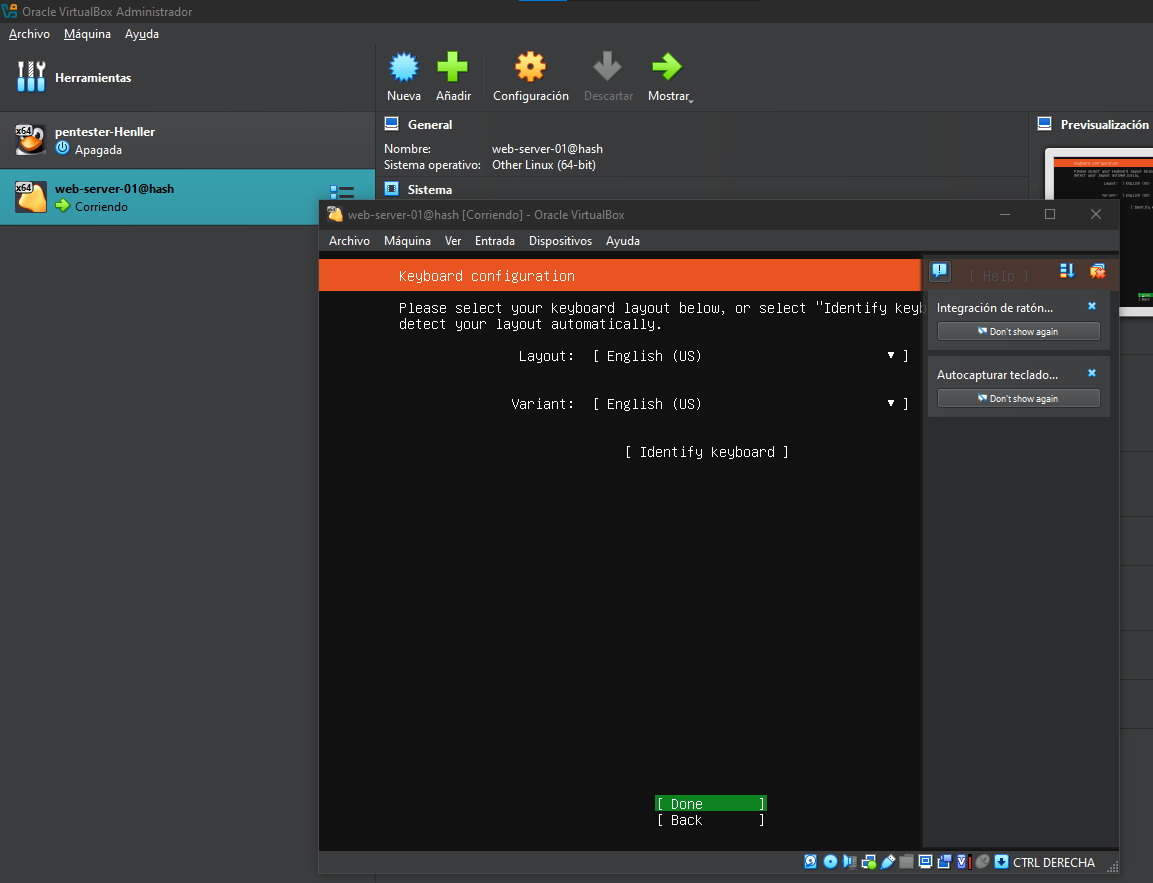 Oracle VirtualBox Administrador
Archivo Máquina Ayuda
Herramientas
Nueva Añadir Configuración Descartar Mostrar
x64 pentester-Henller
Apagada
x64 web-server-01@hash
Corriendo
General
Nombre: web-server-01@hash
Sistema operativo: Other Linux (64-bit)
Sistema
Previsualización
web-server-01@hash [Corriendo] - Oracle VirtualBox
Archivo Máquina Ver Entrada Dispositivos Ayuda
Keyboard configuration [ Help ]
Please select your keyboard layout below, or select "Identify keyb
detect your layout automatically.
Layout: [ English (US) ▾ ]
Variant: [ English (US) ▾ ]
[ Identify keyboard ]
[ Done ]
[ Back ]
Integración de ratón...
Don't show again
Autocapturar teclado...
Don't show again
CTRL DERECHA